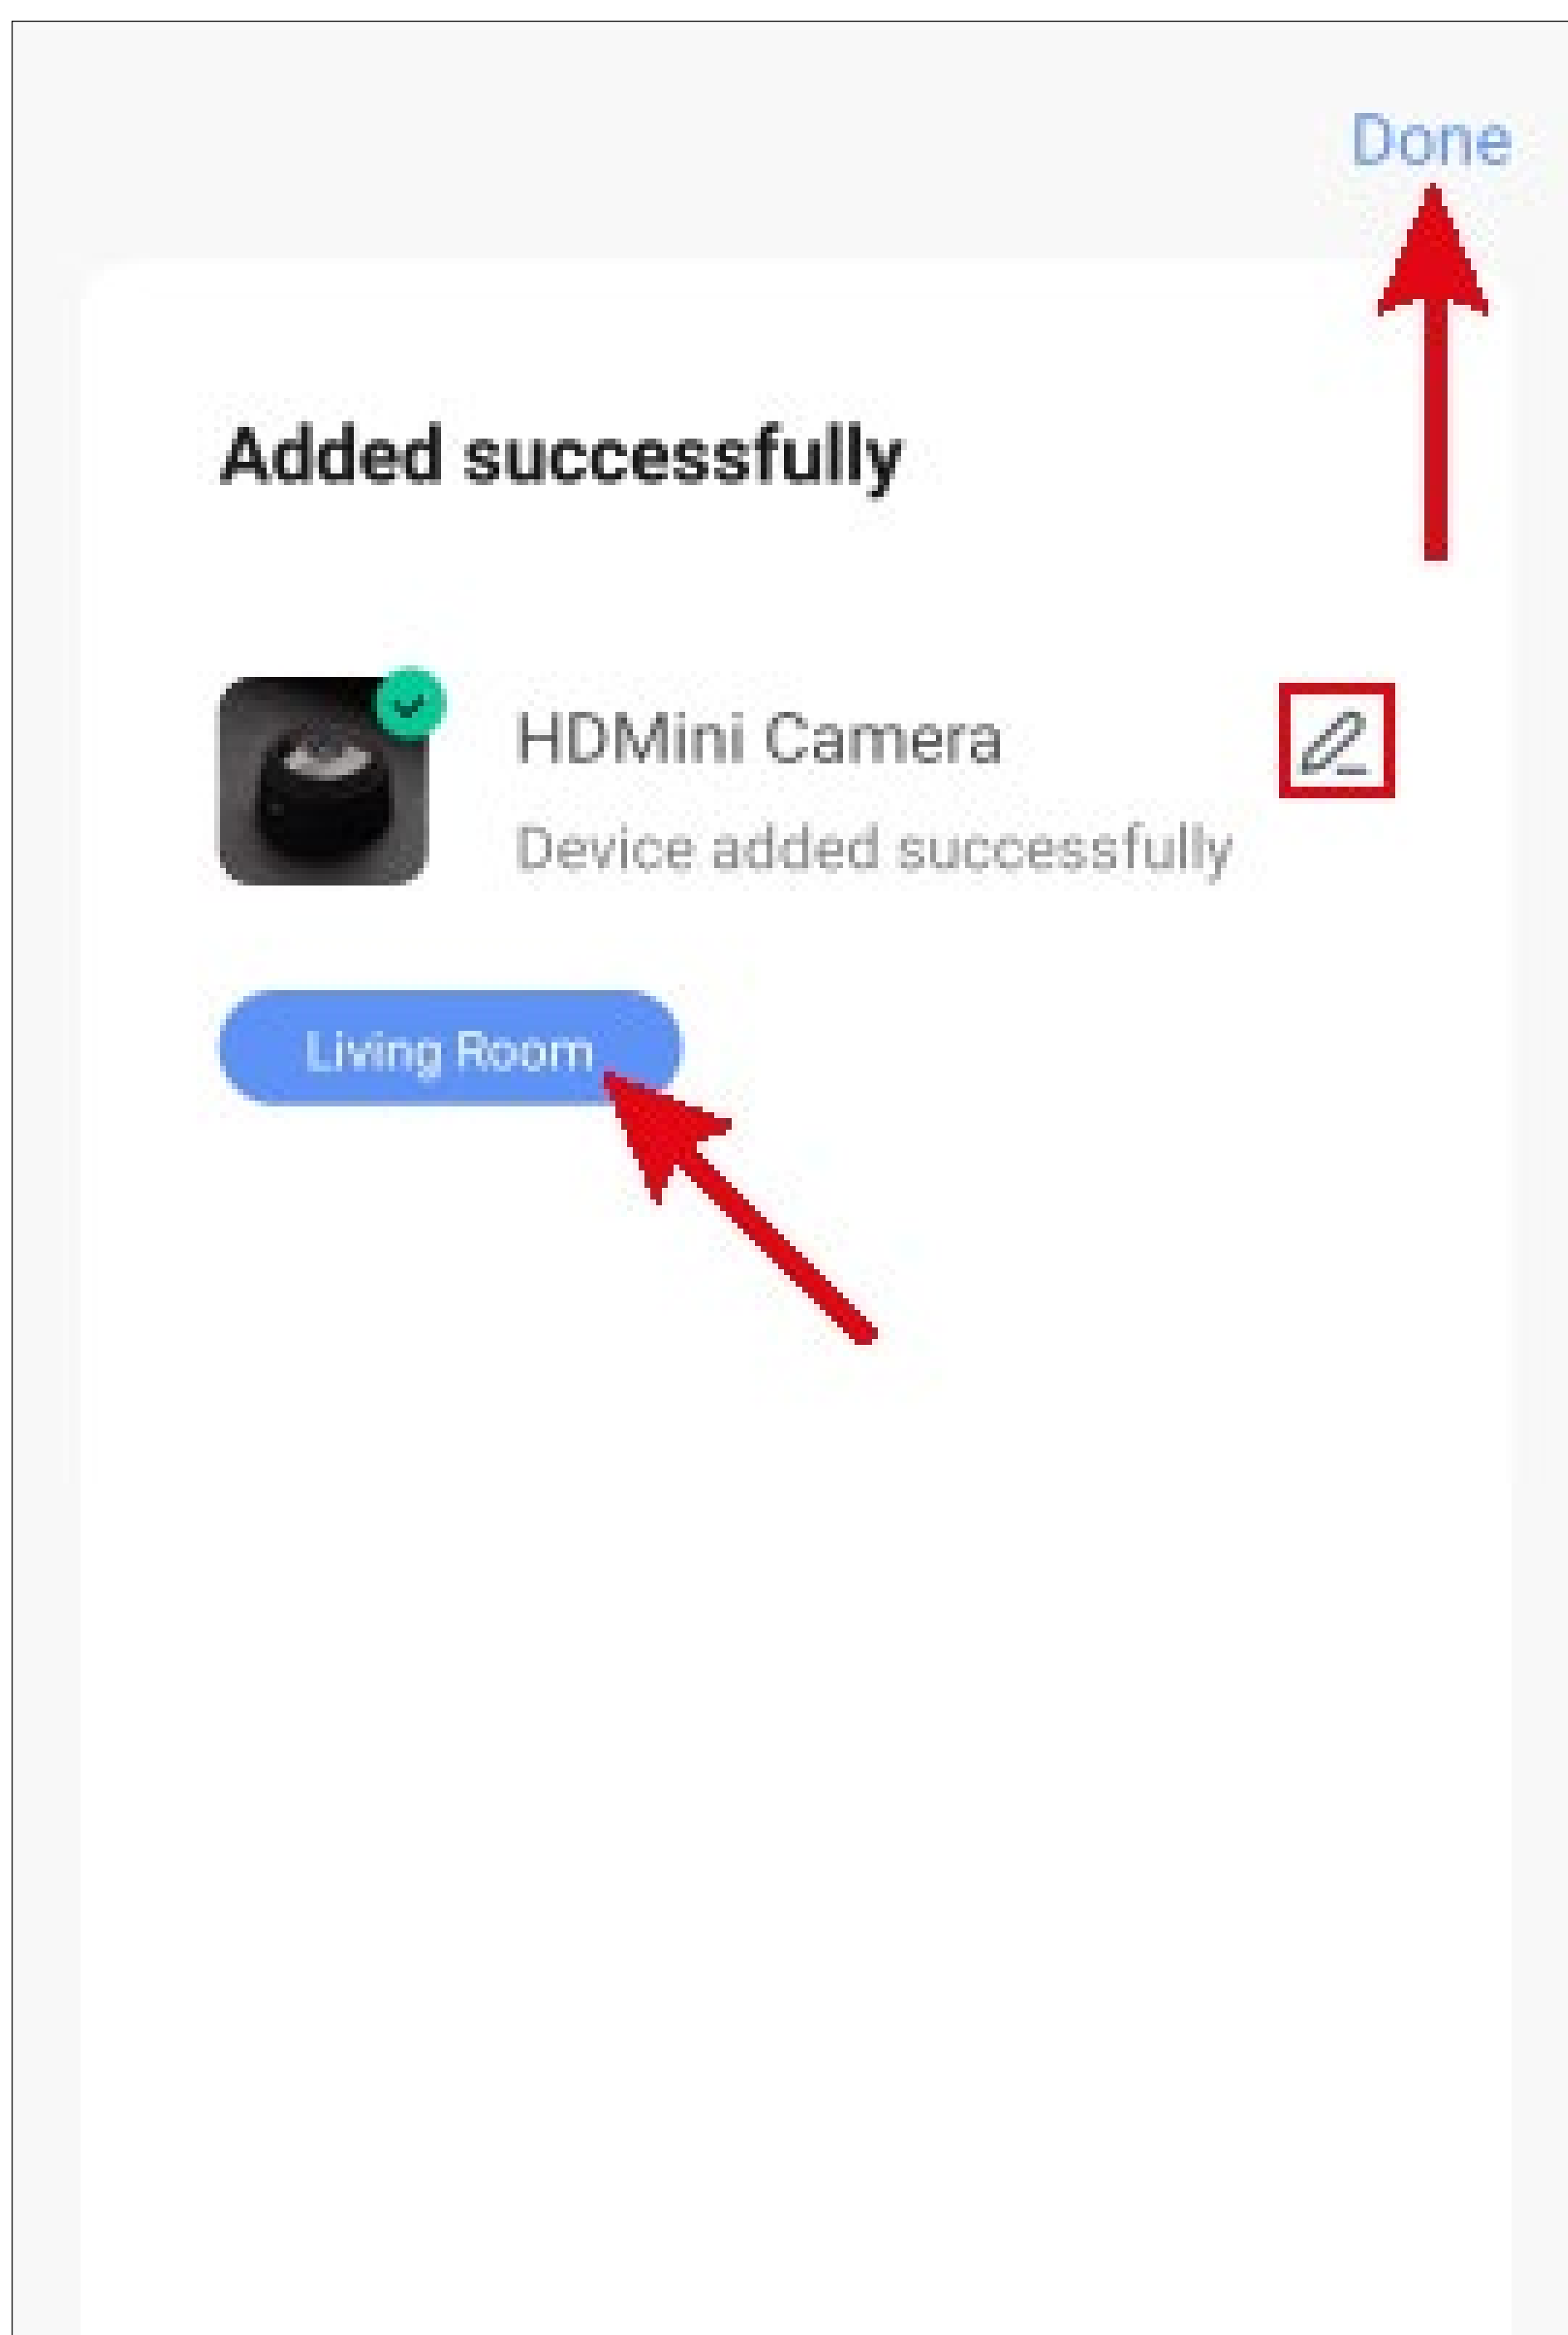 Done
Added successfully
HDMini Camera
Device added successfully
Living Room